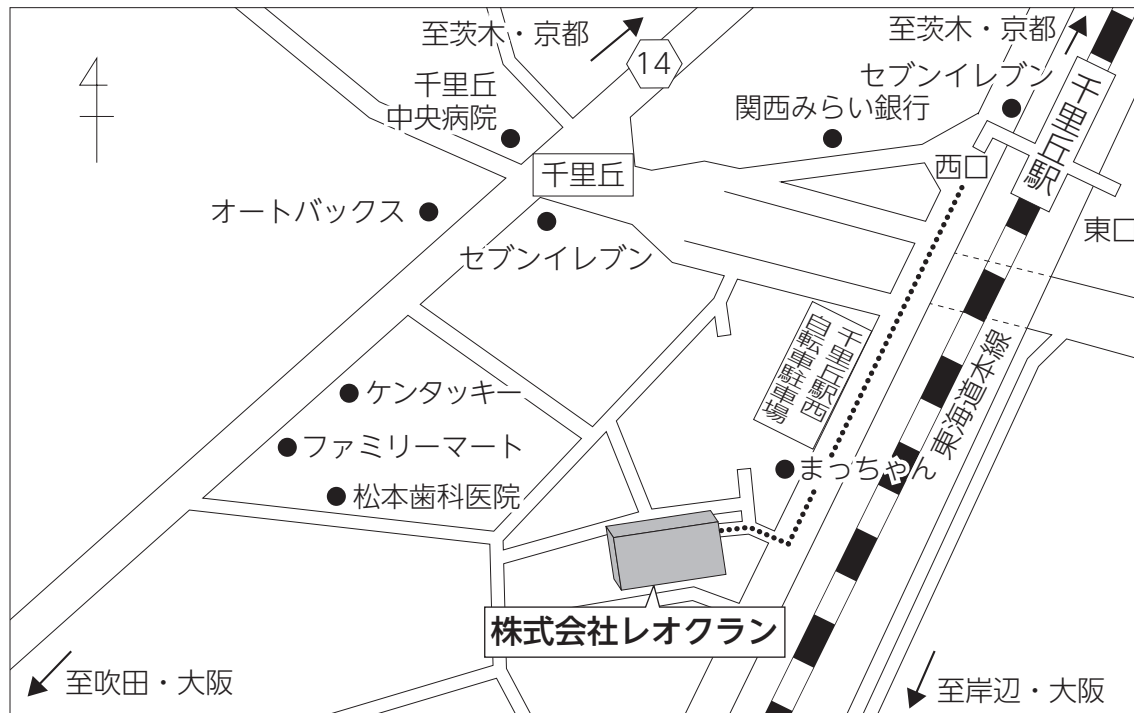 至茨木・京都
14
至茨木・京都
千里丘
中央病院
セブンイレブン
関西みらい銀行
千里丘駅
千里丘
西口
オートバックス
東口
セブンイレブン
千里丘駅西
自転車駐車場
東海道本線
ケンタッキー
ファミリーマート
まっちゃん
松本歯科医院
株式会社レオクラン
至吹田・大阪
至岸辺・大阪